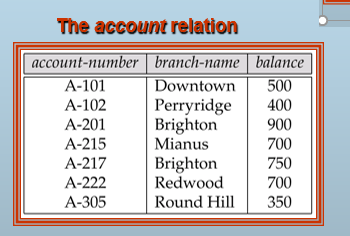 The account relation
account-number branch-name balance
A-101 Downtown 500
A-102 Perryridge 400
A-201 Brighton 900
A-215 Mianus 700
A-217 Brighton 750
A-222 Redwood 700
A-305 Round Hill 350